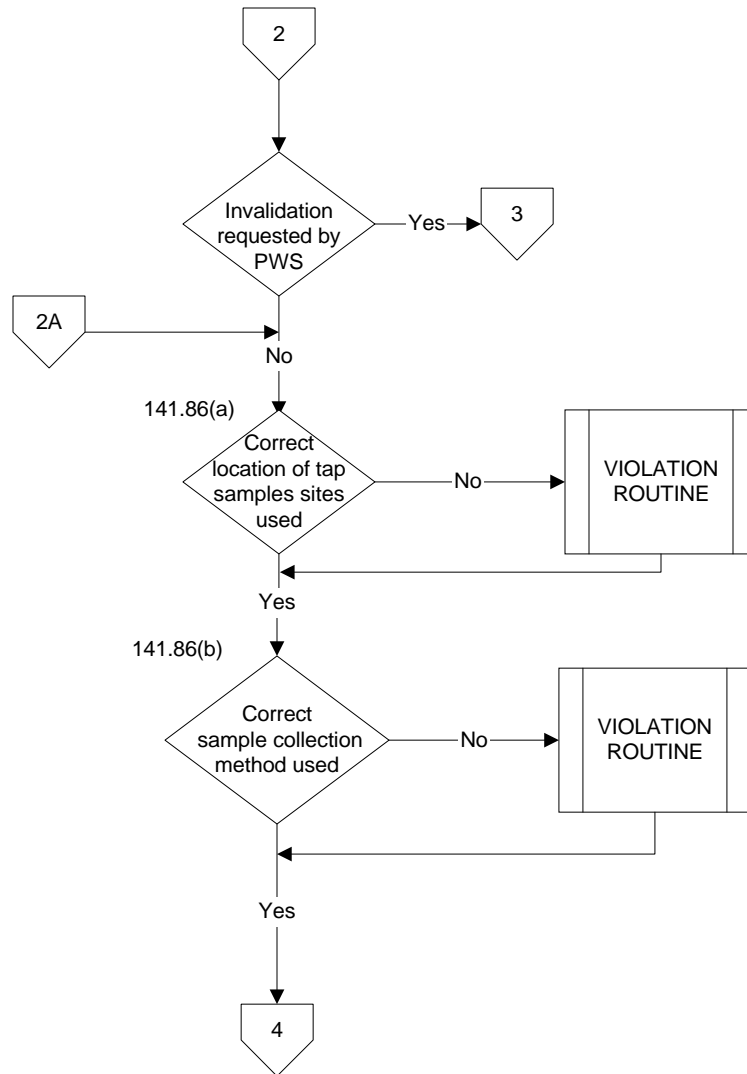 2
Invalidation
requested by
PWS
Yes
3
2A
No
141.86(a)
Correct
location of tap
samples sites
used
No
VIOLATION
ROUTINE
Yes
141.86(b)
Correct
sample collection
method used
No
VIOLATION
ROUTINE
Yes
4